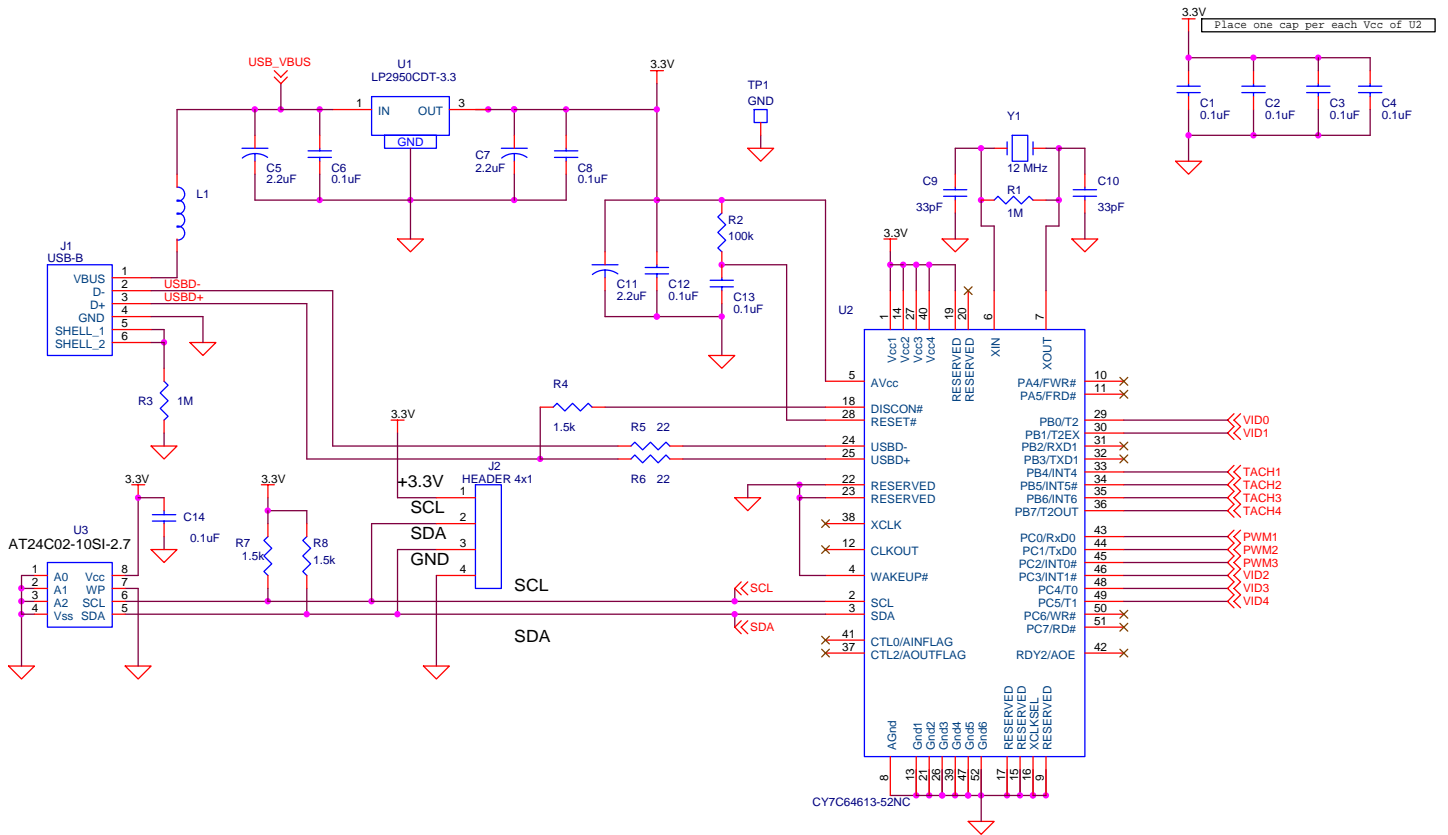 3.3V
Place one cap per each Vcc of U2
C1
0.1uF
C2
0.1uF
C3
0.1uF
C4
0.1uF
USB_VBUS
U1
LP2950CDT-3.3
1
IN
OUT
3
GND
3.3V
TP1
GND
C5
2.2uF
C6
0.1uF
C7
2.2uF
C8
0.1uF
Y1
12 MHz
R1
1M
C9
33pF
C10
33pF
L1
R2
100k
C11
2.2uF
C12
0.1uF
C13
0.1uF
J1
USB-B
VBUS 1
D- 2
D+ 3
GND 4
SHELL_1 5
SHELL_2 6
USBD-
USBD+
R3
1M
R4
1.5k
R5 22
R6 22
3.3V
J2
HEADER 4x1
+3.3V
SCL
SDA
GND
1
2
3
4
3.3V
C14
0.1uF
3.3V
R7
1.5k
R8
1.5k
U3
AT24C02-10SI-2.7
1 A0
2 A1
3 A2
4 Vss
Vcc 8
WP 7
SCL 6
SDA 5
SCL
SDA
SCL
SDA
3.3V
U2
1 Vcc1
14 Vcc2
27 Vcc3
40 Vcc4
19 RESERVED
20 RESERVED
6 XIN
7 XOUT
5 AVcc
18 DISCON#
28 RESET#
24 USBD-
25 USBD+
22 RESERVED
23 RESERVED
38 XCLK
12 CLKOUT
4 WAKEUP#
2 SCL
3 SDA
41 CTL0/AINFLAG
37 CTL2/AOUTFLAG
PA4/FWR# 10
PA5/FRD# 11
PB0/T2 29 VID0
PB1/T2EX 30 VID1
PB2/RXD1 31
PB3/TXD1 32
PB4/INT4 33 TACH1
PB5/INT5# 34 TACH2
PB6/INT6 35 TACH3
PB7/T2OUT 36 TACH4
PC0/RxD0 43 PWM1
PC1/TxD0 44 PWM2
PC2/INT0# 45 PWM3
PC3/INT1# 46 VID2
PC4/T0 48 VID3
PC5/T1 49 VID4
PC6/WR# 50
PC7/RD# 51
RDY2/AOE 42
AGnd 8
Gnd1 13
Gnd2 21
Gnd3 26
Gnd4 39
Gnd5 47
Gnd6 52
RESERVED 17
RESERVED 15
XCLKSEL 16
RESERVED 9
CY7C64613-52NC